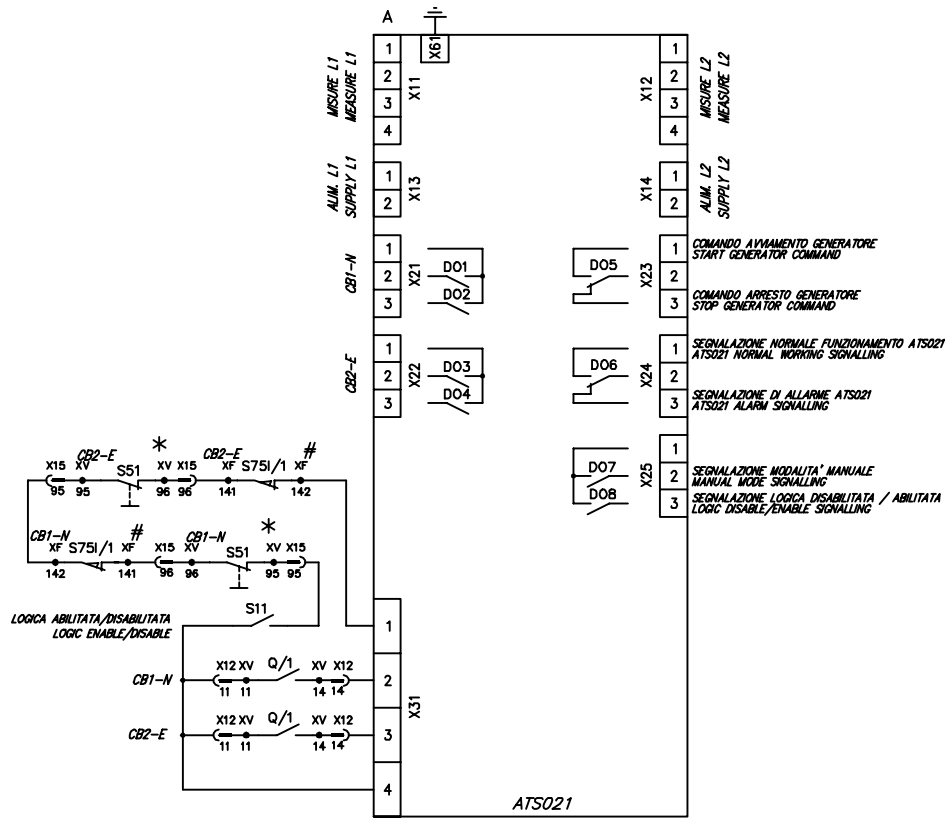 A
X61
1
2
3
4
X11
MISURE L1
MEASURE L1
1
2
3
4
X12
MISURE L2
MEASURE L2
1
2
X13
ALIM. L1
SUPPLY L1
1
2
X14
ALIM. L2
SUPPLY L2
CB1-N
1
2
3
X21
DO1
DO2
DO5
X23
1
2
3
COMANDO AVVIAMENTO GENERATORE
START GENERATOR COMMAND
COMANDO ARRESTO GENERATORE
STOP GENERATOR COMMAND
CB2-E
1
2
3
X22
DO3
DO4
DO6
X24
1
2
3
SEGNALAZIONE NORMALE FUNZIONAMENTO ATS021
ATS021 NORMAL WORKING SIGNALLING
SEGNALAZIONE DI ALLARME ATS021
ATS021 ALARM SIGNALLING
DO7
DO8
X25
1
2
3
SEGNALAZIONE MODALITA' MANUALE
MANUAL MODE SIGNALLING
SEGNALAZIONE LOGICA DISABILITATA / ABILITATA
LOGIC DISABLE/ENABLE SIGNALLING
CB2-E * CB2-E #
X15 XV S51 XV X15 XF S75I/1 XF
95 95 96 96 141 142
CB1-N # CB1-N *
XF S75I/1 XF X15 XV S51 XV X15
142 141 96 96 95 95
S11
LOGICA ABILITATA/DISABILITATA
LOGIC ENABLE/DISABLE
1
CB1-N X12 XV Q/1 XV X12 2
11 11 14 14
X31
CB2-E X12 XV Q/1 XV X12 3
11 11 14 14
4
ATS021